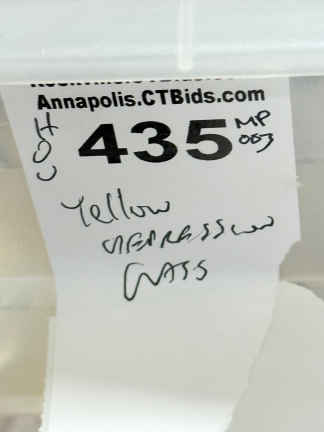 Annapolis.CTBids.com
435
MP
003
Yellow
DEPRESSION
GLASS